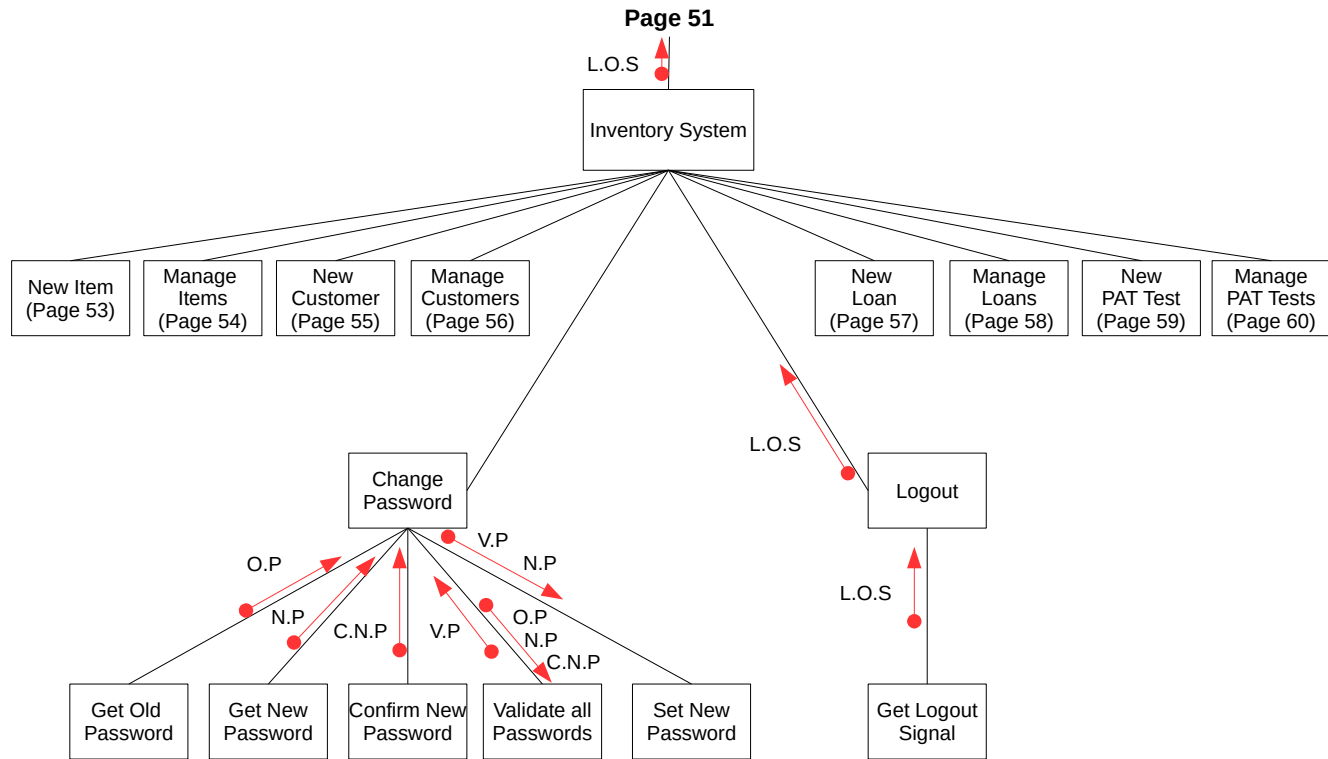 Page 51
L.O.S
Inventory System
New Item
(Page 53)
Manage
Items
(Page 54)
New
Customer
(Page 55)
Manage
Customers
(Page 56)
New
Loan
(Page 57)
Manage
Loans
(Page 58)
New
PAT Test
(Page 59)
Manage
PAT Tests
(Page 60)
L.O.S
Change
Password
Logout
O.P
N.P
C.N.P
V.P
O.P
N.P
C.N.P
V.P
N.P
L.O.S
Get Old
Password
Get New
Password
Confirm New
Password
Validate all
Passwords
Set New
Password
Get Logout
Signal